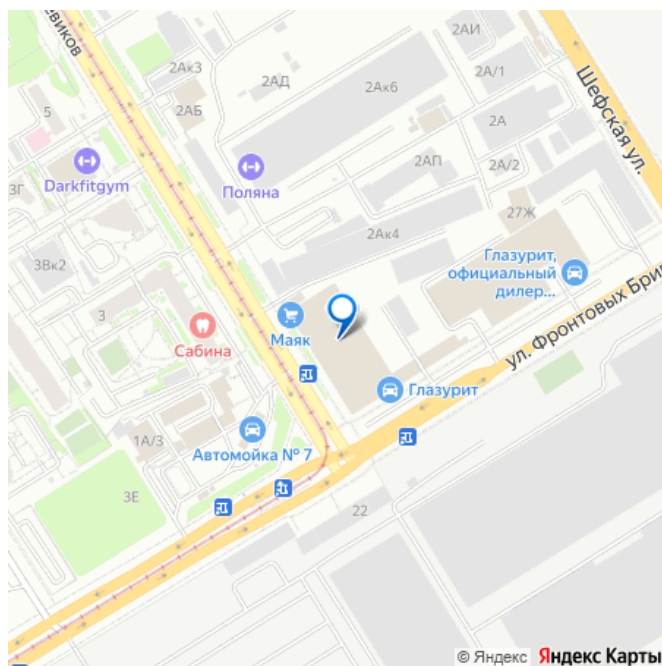 евиков
2АИ
2Ак3
2АД
2А/1
2Ак6
Шефская ул.
5
2АБ
2А
2АП
2А/2
Darkfitgym
Поляна
3Г
27Ж
2Ак4
3Вк2
Глазурит,
официальный
дилер...
ул. Фронтовых Бри
3
Маяк
Сабина
Глазурит
1А/3
Автомойка № 7
3Е
22
© Яндекс Яндекс Карты